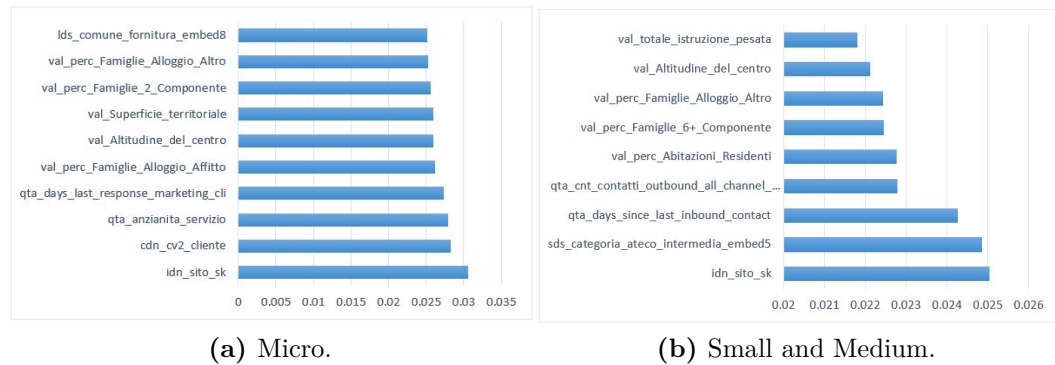 lds_comune_fornitura_embed8
val_perc_Famiglie_Alloggio_Altro
val_perc_Famiglie_2_Componente
val_Superficie_territoriale
val_Altitudine_del_centro
val_perc_Famiglie_Alloggio_Affitto
qta_days_last_response_marketing_cli
qta_anzianita_servizio
cdn_cv2_cliente
idn_sito_sk
0 0.005 0.01 0.015 0.02 0.025 0.03 0.035
(a) Micro.
val_totale_istruzione_pesata
val_Altitudine_del_centro
val_perc_Famiglie_Alloggio_Altro
val_perc_Famiglie_6+_Componente
val_perc_Abitazioni_Residenti
qta_cnt_contatti_outbound_all_channel_...
qta_days_since_last_inbound_contact
sds_categoria_ateco_intermedia_embed5
idn_sito_sk
0.02 0.021 0.022 0.023 0.024 0.025 0.026
(b) Small and Medium.